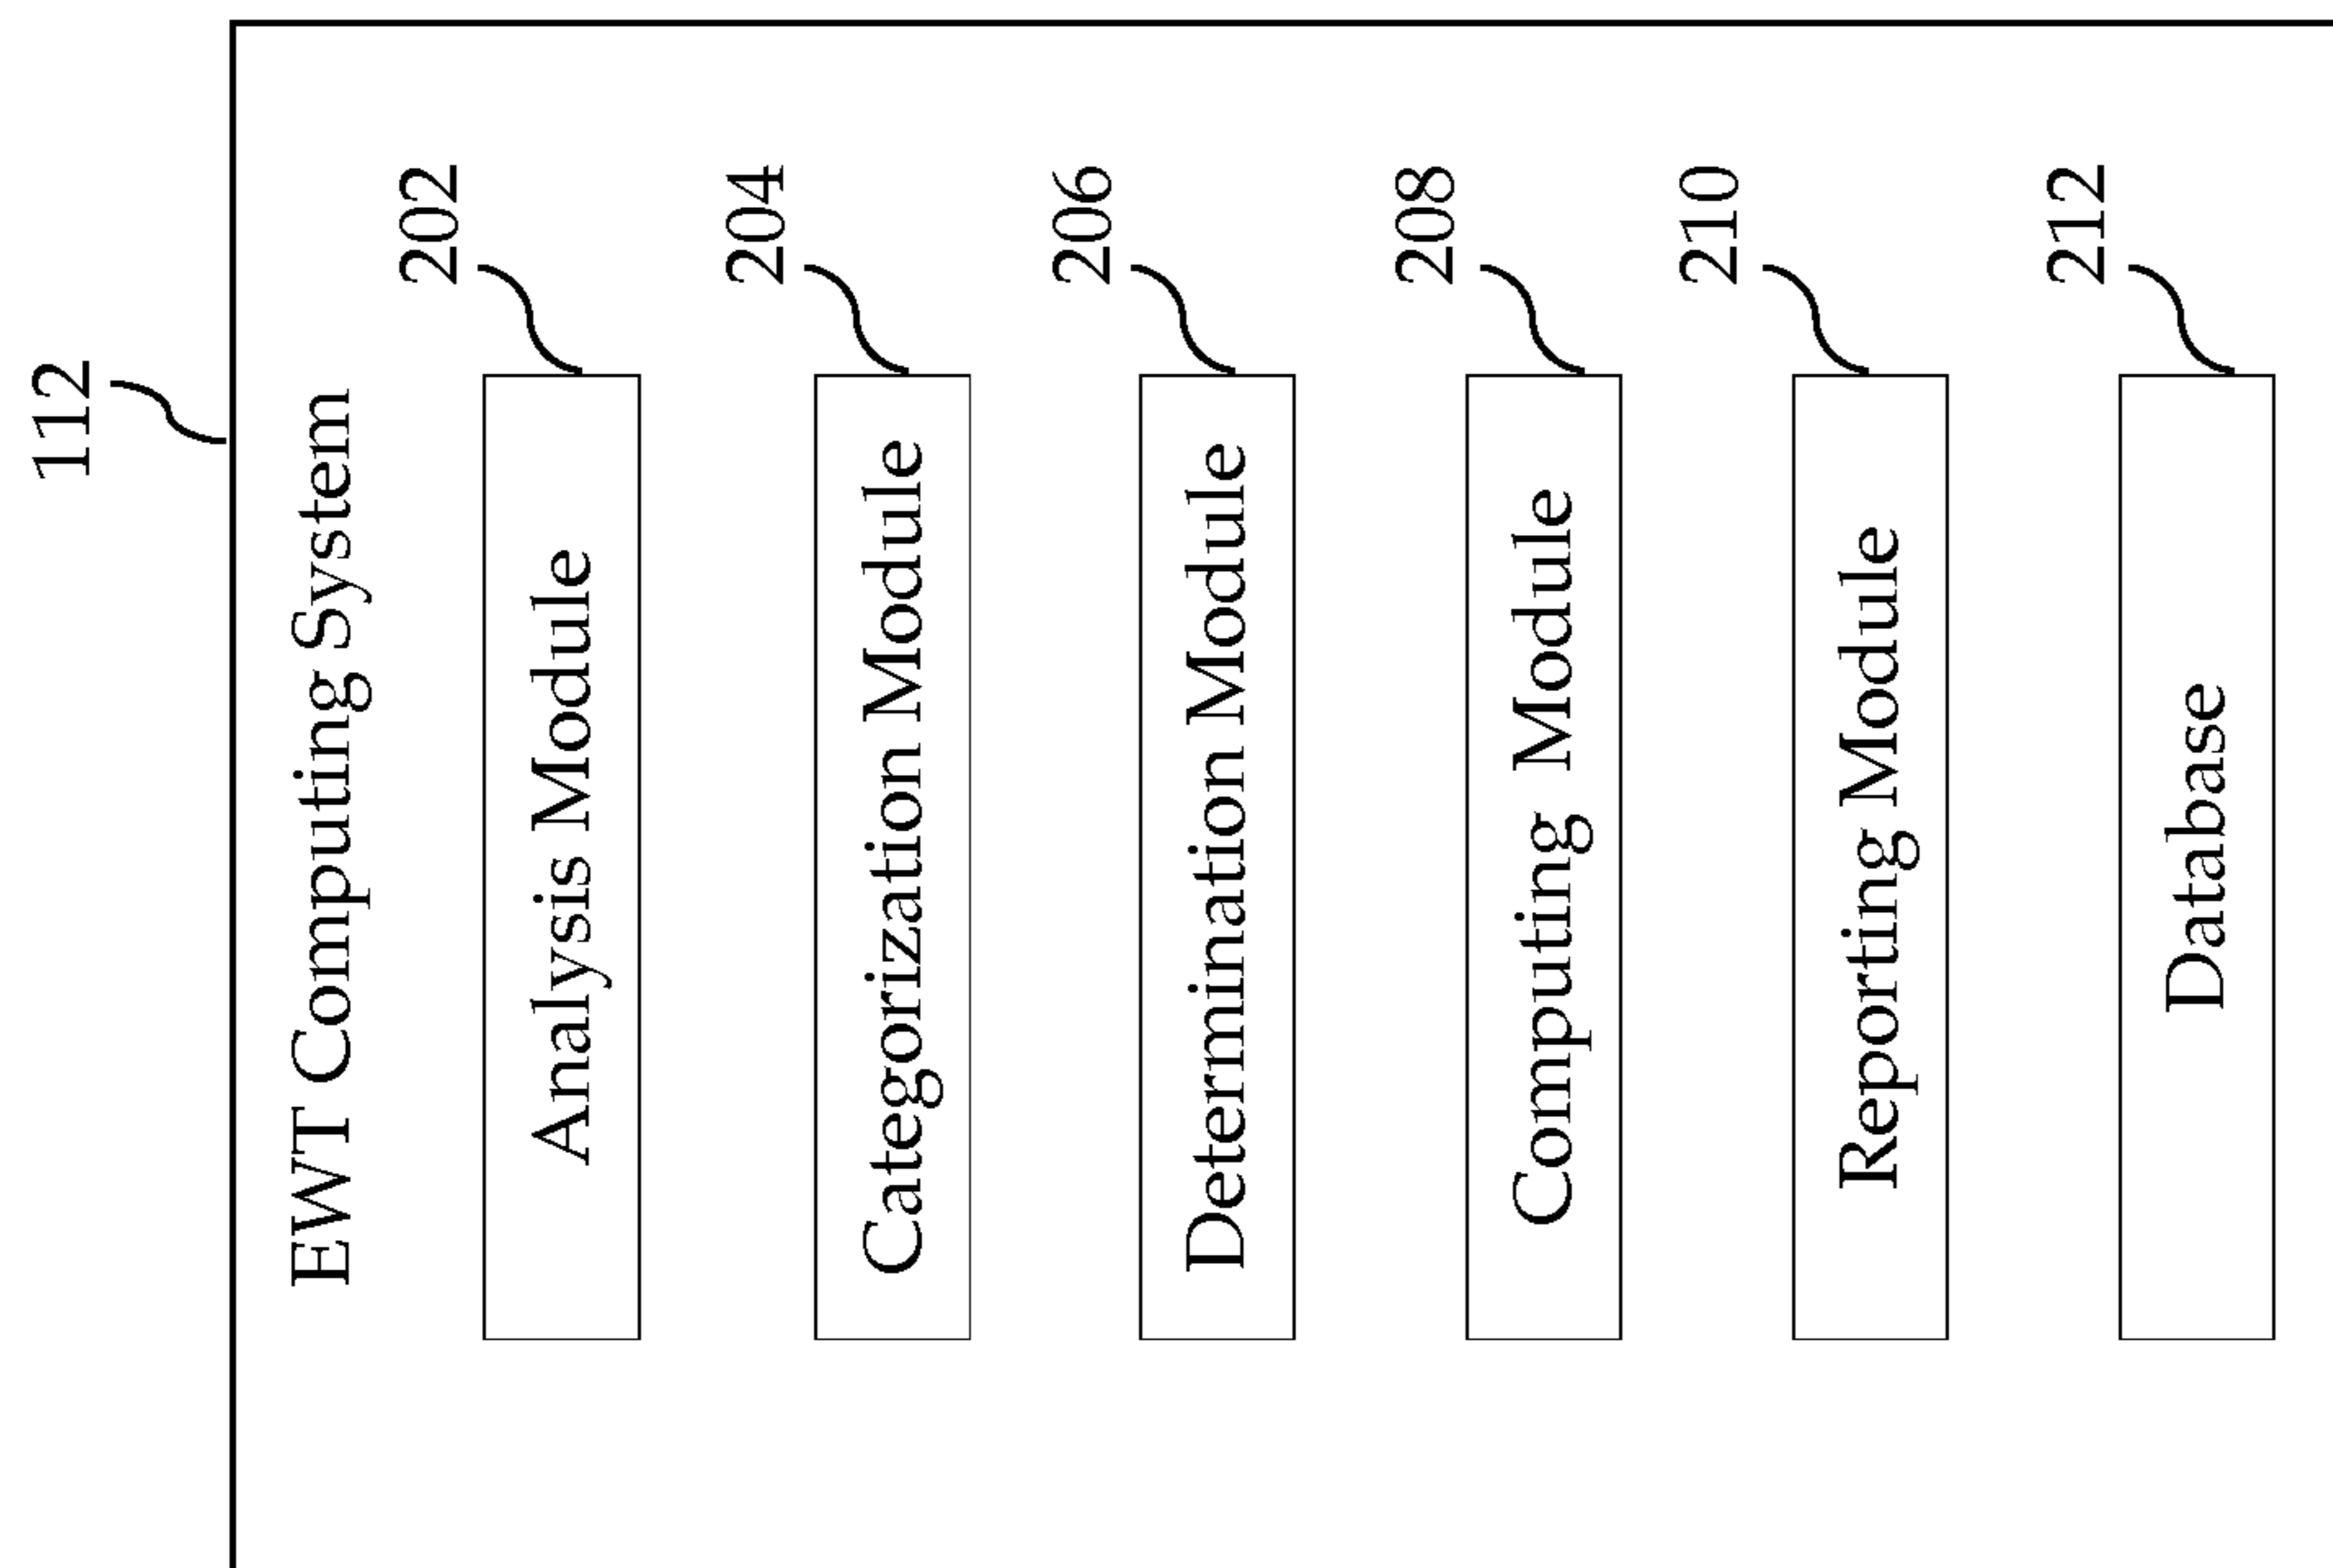 112
EWT Computing System
202
Analysis Module
204
Categorization Module
206
Determination Module
208
Computing Module
210
Reporting Module
212
Database